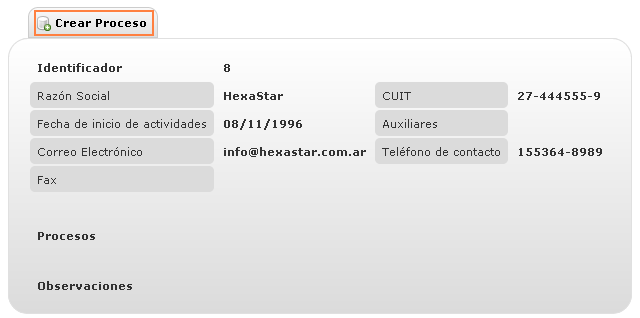 Crear Proceso
Identificador 8
Razón Social HexaStar CUIT 27-444555-9
Fecha de inicio de actividades 08/11/1996 Auxiliares
Correo Electrónico info@hexastar.com.ar Teléfono de contacto 155364-8989
Fax
Procesos
Observaciones